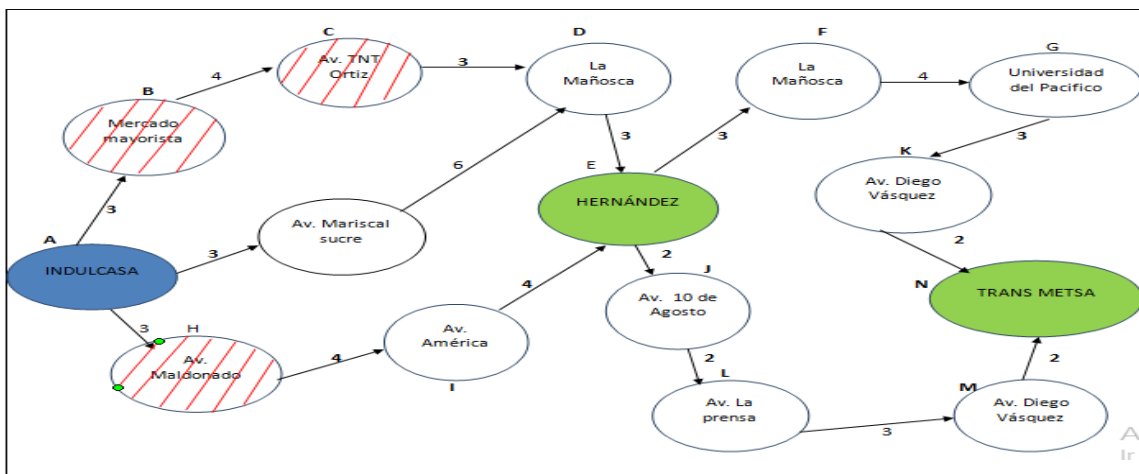 C
Av. TNT
Ortiz
D
La
Mañosca
F
La
Mañosca
G
Universidad
del Pacifico
B
Mercado
mayorista
4
3
3
4
3
3
3
K
Av. Diego
Vásquez
6
E
HERNÁNDEZ
A
INDULCASA
3
Av. Mariscal
sucre
2
J
Av. 10 de
Agosto
2
N
TRANS METSA
4
3
H
Av.
Maldonado
4
Av.
América
I
2
L
Av. La
prensa
3
M
Av. Diego
Vásquez
2
A
Ir